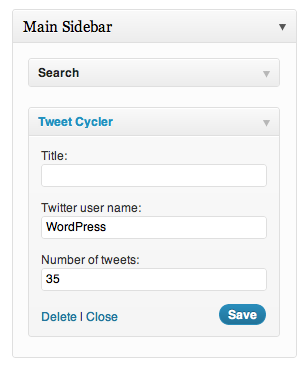 Main Sidebar
Search
Tweet Cycler
Title:
Twitter user name:
WordPress
Number of tweets:
35
Delete | Close
Save